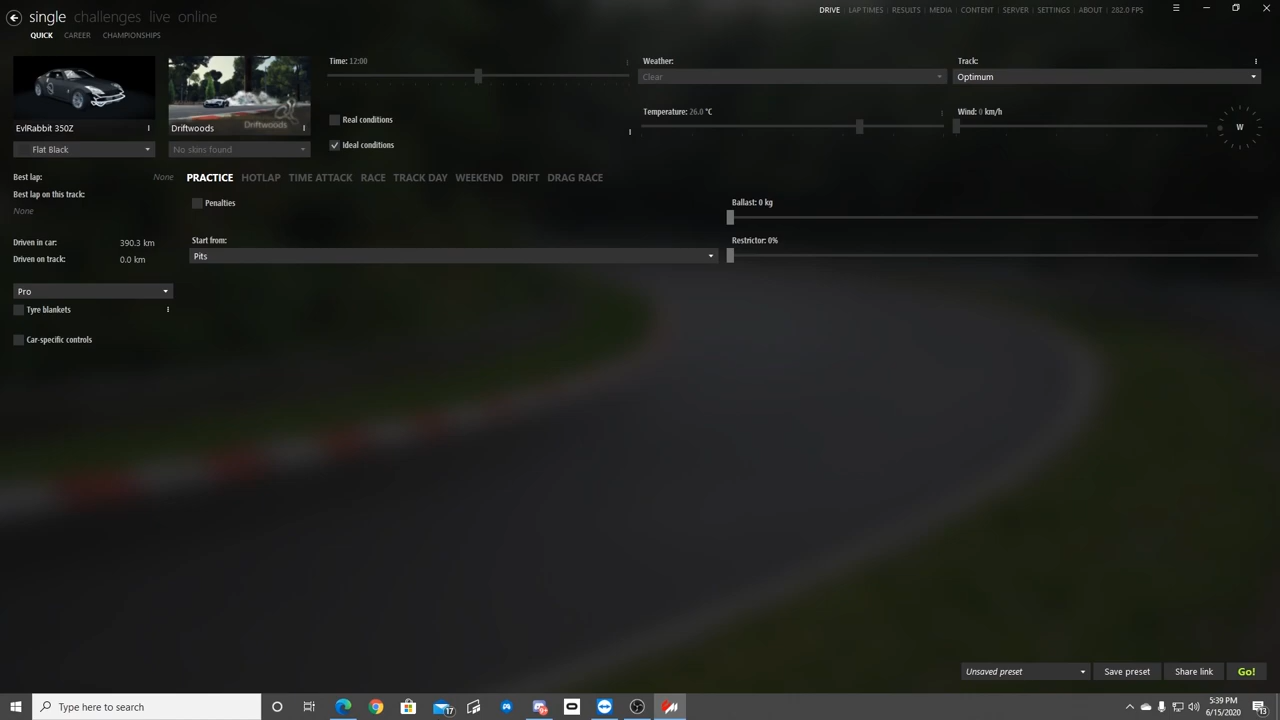 single challenges live online
DRIVE LAP TIMES RESULTS MEDIA CONTENT SERVER SETTINGS ABOUT 282.0 FPS
QUICK CAREER CHAMPIONSHIPS
Time: 12:00
Weather:
Track:
Clear
Optimum
Temperature: 26.0 °C
Wind: 0 km/h
Real conditions
Driftwoods
EvlRabbit 350Z
Driftwoods
W
Ideal conditions
Flat Black
No skins found
Best lap: None
PRACTICE HOTLAP TIME ATTACK RACE TRACK DAY WEEKEND DRIFT DRAG RACE
Best lap on this track:
None
Penalties
Ballast: 0 kg
Driven in car: 390.3 km
Start from:
Restrictor: 0%
Driven on track: 0.0 km
Pits
Pro
Tyre blankets
Car-specific controls
Unsaved preset
Save preset
Share link
Go!
Type here to search
17
5:39 PM
6/15/2020